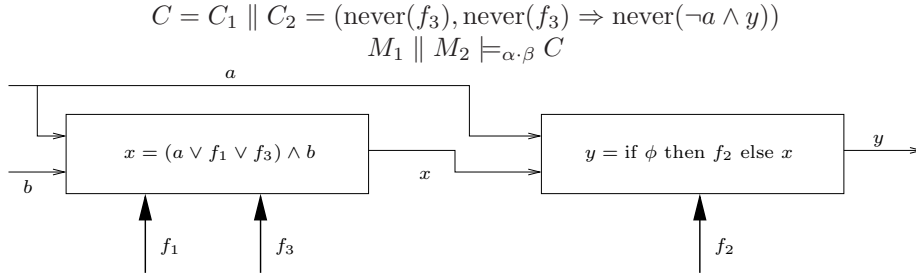 C = C₁ ∥ C₂ = (never(f₃), never(f₃) ⇒ never(¬a ∧ y))
M₁ ∥ M₂ ⊨_{α·β} C
a
x = (a ∨ f₁ ∨ f₃) ∧ b
y = if ϕ then f₂ else x
y
b
x
f₁
f₃
f₂